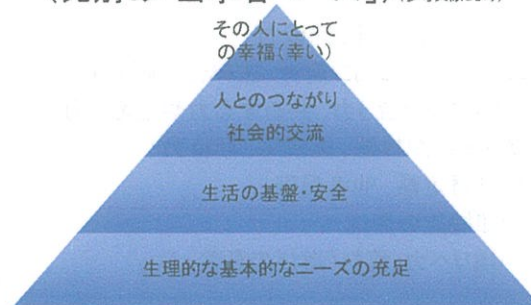 その人にとって
の幸福（幸い）
人とのつながり
社会的交流
生活の基盤・安全
生理的な基本的なニーズの充足